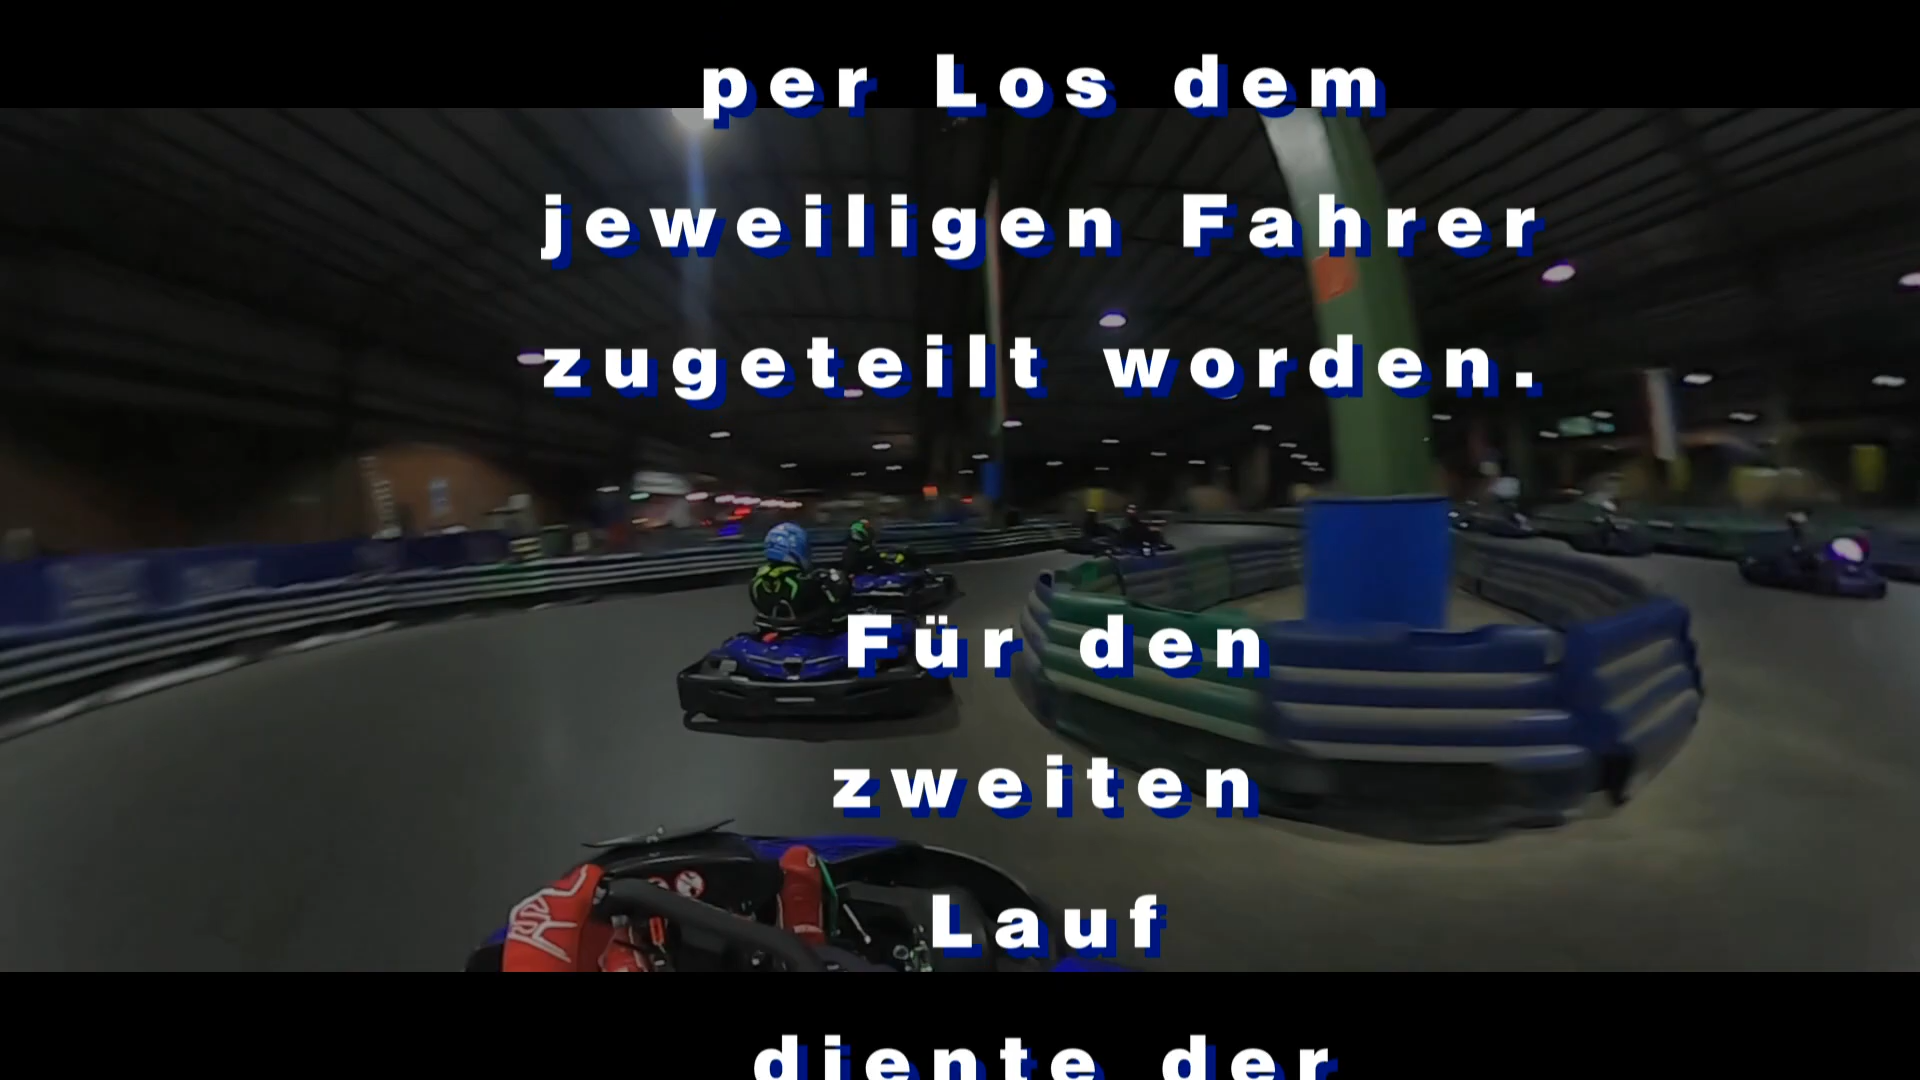 per Los dem
jeweiligen Fahrer
zugeteilt worden.
Für den
zweiten
Lauf
diente der